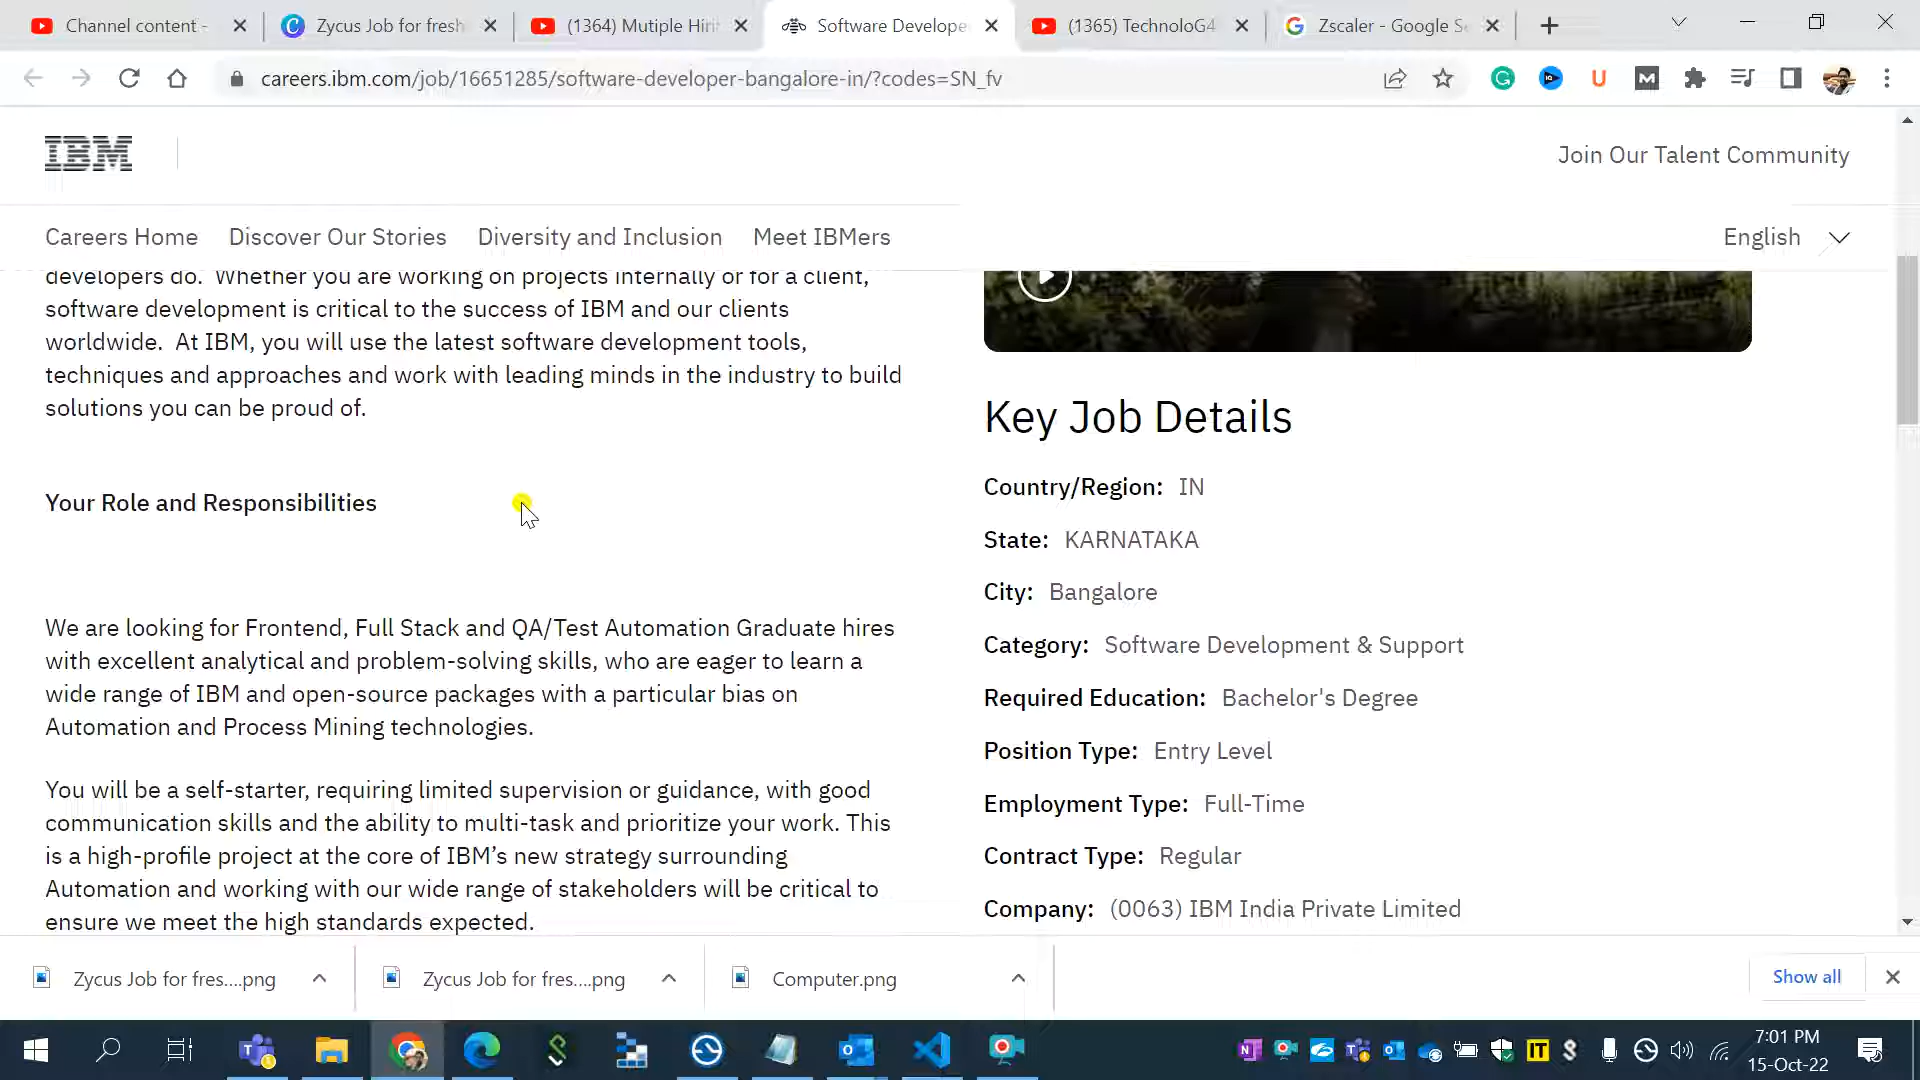 Channel content -
Zycus Job for fresh
(1364) Mutiple Hirin
Software Develope
(1365) TechnoloG4
Zscaler - Google Se
careers.ibm.com/job/16651285/software-developer-bangalore-in/?codes=SN_fv
IBM
Join Our Talent Community
Careers Home
Discover Our Stories
Diversity and Inclusion
Meet IBMers
English
developers do. Whether you are working on projects internally or for a client,
software development is critical to the success of IBM and our clients
worldwide. At IBM, you will use the latest software development tools,
techniques and approaches and work with leading minds in the industry to build
solutions you can be proud of.
Your Role and Responsibilities
We are looking for Frontend, Full Stack and QA/Test Automation Graduate hires
with excellent analytical and problem-solving skills, who are eager to learn a
wide range of IBM and open-source packages with a particular bias on
Automation and Process Mining technologies.
You will be a self-starter, requiring limited supervision or guidance, with good
communication skills and the ability to multi-task and prioritize your work. This
is a high-profile project at the core of IBM’s new strategy surrounding
Automation and working with our wide range of stakeholders will be critical to
ensure we meet the high standards expected.
Key Job Details
Country/Region: IN
State: KARNATAKA
City: Bangalore
Category: Software Development & Support
Required Education: Bachelor's Degree
Position Type: Entry Level
Employment Type: Full-Time
Contract Type: Regular
Company: (0063) IBM India Private Limited
Zycus Job for fres....png
Zycus Job for fres....png
Computer.png
Show all
7:01 PM
15-Oct-22